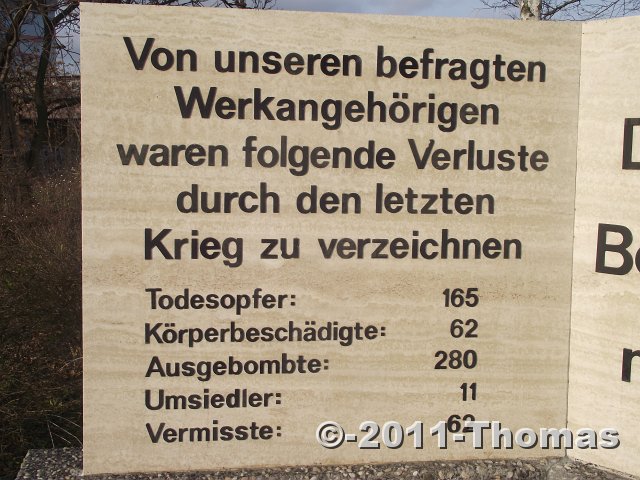 Von unseren befragten
Werkangehörigen
waren folgende Verluste
durch den letzten
Krieg zu verzeichnen
Todesopfer: 165
Körperbeschädigte: 62
Ausgebombte: 280
Umsiedler: 11
Vermisste: 62
©-2011-Thomas